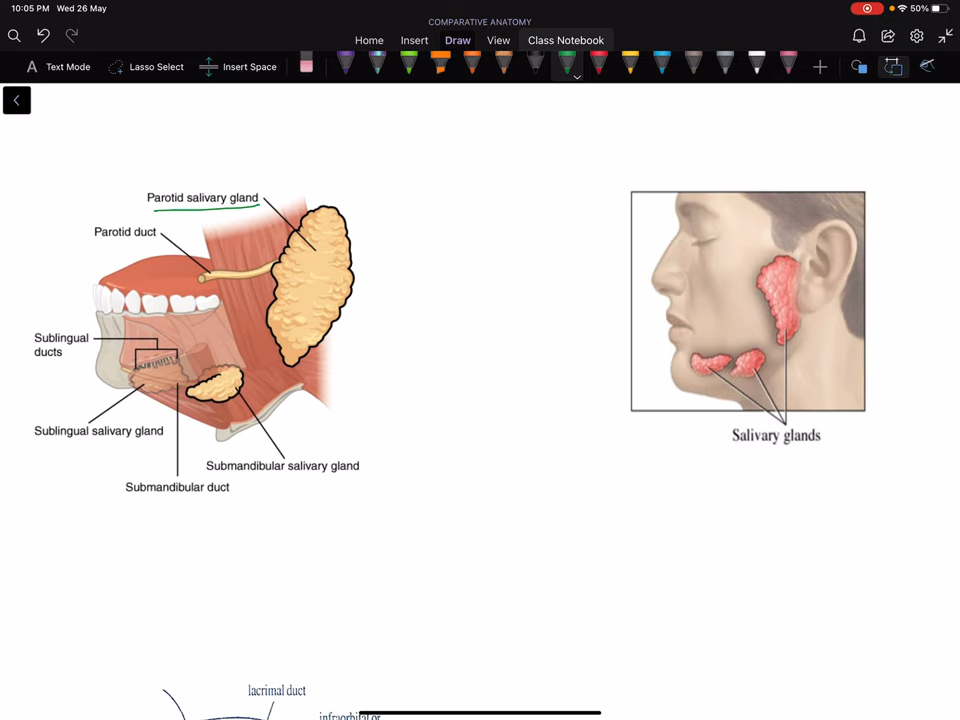 10:05 PM Wed 26 May
50%
COMPARATIVE ANATOMY
Home Insert Draw View Class Notebook
A Text Mode Lasso Select Insert Space
Parotid salivary gland
Parotid duct
Sublingual
ducts
Sublingual salivary gland
Submandibular salivary gland
Submandibular duct
Salivary glands
lacrimal duct
infraorbital or